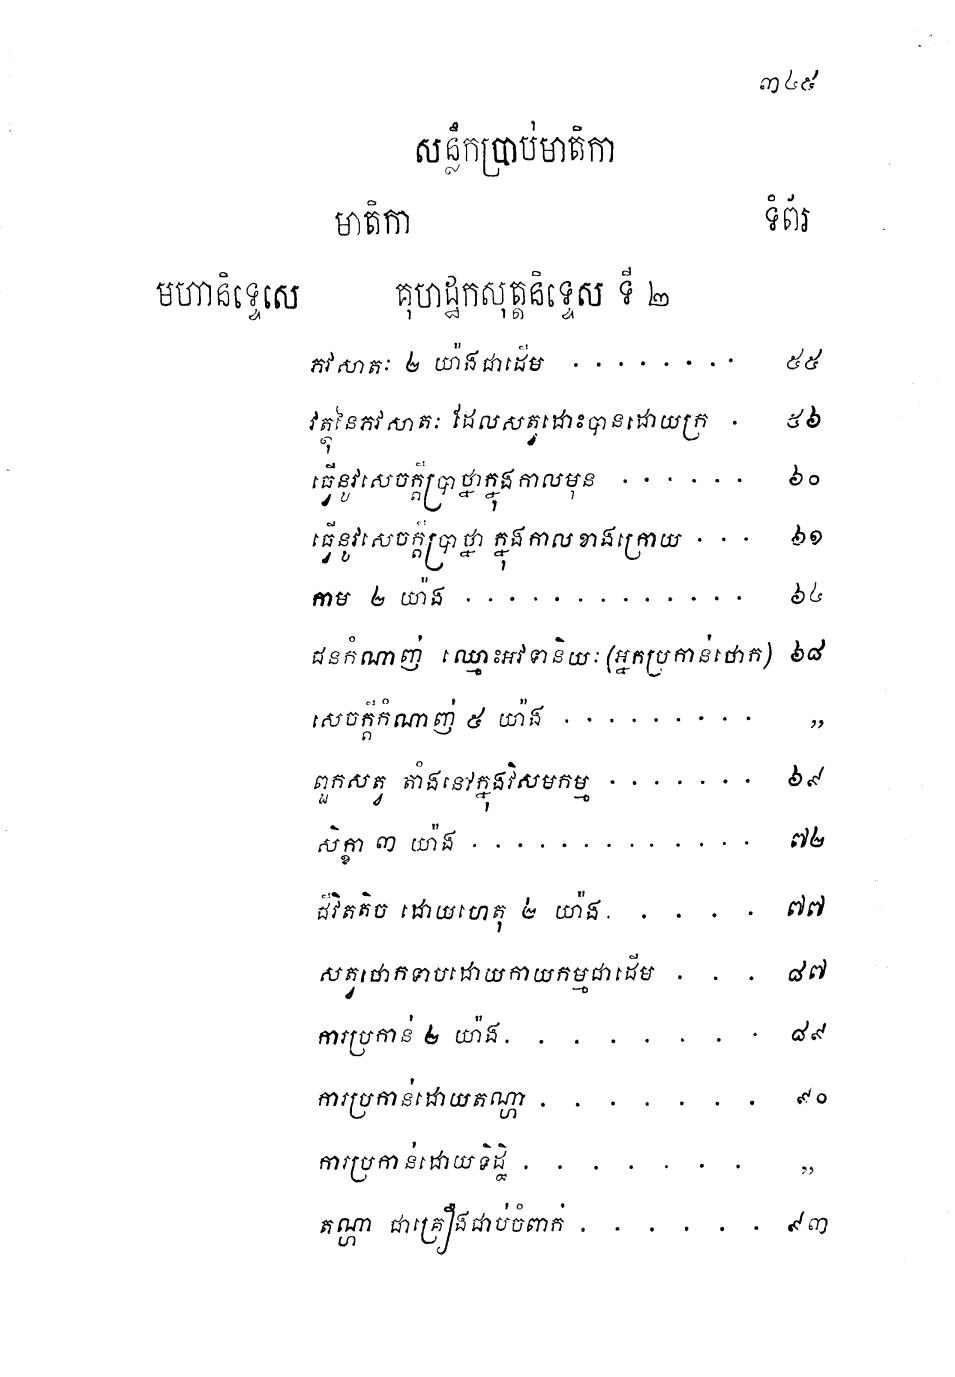 ៣៤៩
សន្លឹកប្រាប់មាតិកា
មាតិកា ទំព័រ
មហានិទ្ទេសេ គុហដ្ឋកសុត្តនិទ្ទេស ទី ២
ភវសាតៈ ២ យ៉ាងជាដើម . . . . . . . . ៥៥
វត្ថុនៃភវសាតៈ ដែលសត្វដោះបានដោយក្រ . ៥៦
ធ្វើនូវសេចក្តីប្រាថ្នាក្នុងកាលមុន . . . . . . ៦០
ធ្វើនូវសេចក្តីប្រាថ្នា ក្នុងកាលខាងក្រោយ . . . ៦១
កាម ២ យ៉ាង . . . . . . . . . . . . . ៦៤
ជនកំណាញ់ ឈ្មោះអវទានិយៈ (អ្នកប្រកាន់ថោក) ៦៨
សេចក្តីកំណាញ់ ៥ យ៉ាង . . . . . . . . . ,,
ពួកសត្វ តាំងនៅក្នុងវិសមកម្ម . . . . . . . ៦៩
សិក្ខា ៣ យ៉ាង . . . . . . . . . . . . . ៧២
ជីវិតតិច ដោយហេតុ ២ យ៉ាង. . . . . . ៧៧
សត្វថោកទាបដោយកាយកម្មជាដើម . . . ៨៧
ការប្រកាន់ ២ យ៉ាង. . . . . . . . . ៨៩
ការប្រកាន់ដោយតណ្ហា . . . . . . . ៩០
ការប្រកាន់ដោយទិដ្ឋិ . . . . . . . ,,
តណ្ហា ជាគ្រឿងជាប់ចំពាក់ . . . . . . ៩៣